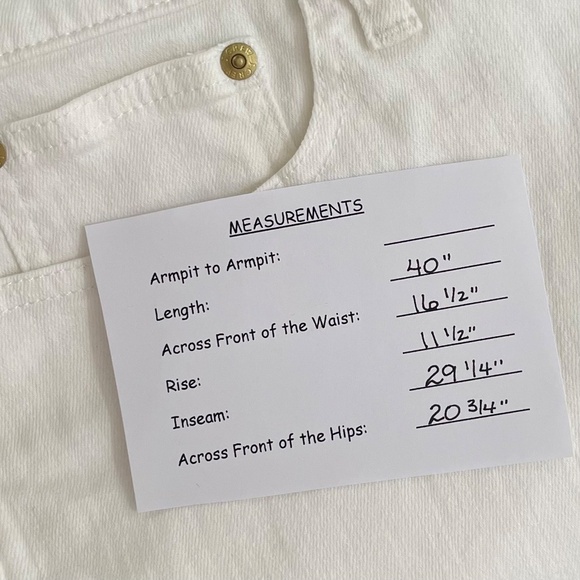 MEASUREMENTS
Armpit to Armpit:
Length: 40"
Across Front of the Waist: 16 1/2"
Rise: 11 1/2"
Inseam: 29 1/4"
Across Front of the Hips: 20 3/4"